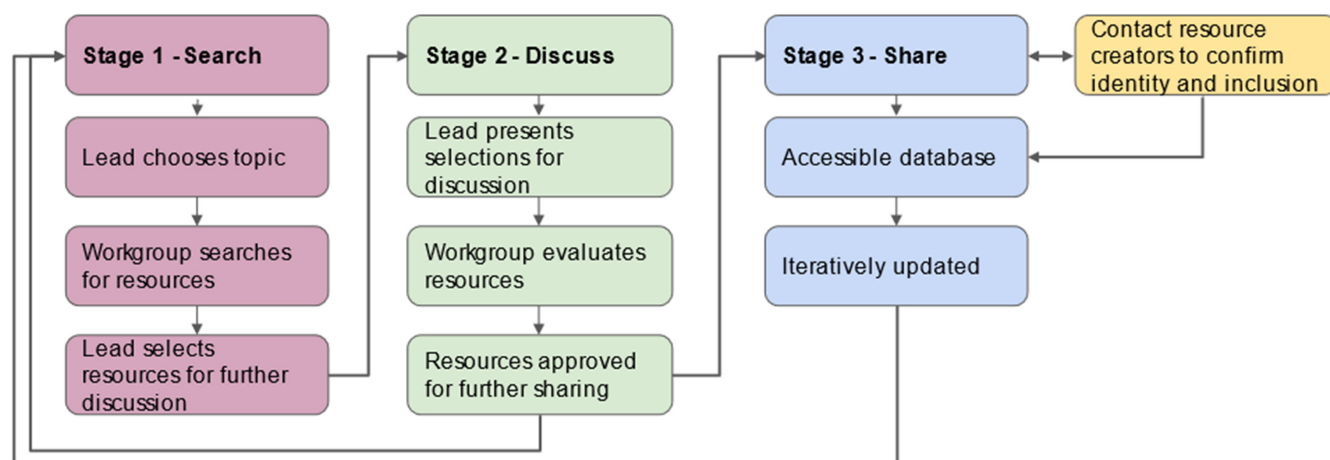 Stage 1 - Search
Lead chooses topic
Workgroup searches
for resources
Lead selects
resources for further
discussion
Stage 2 - Discuss
Lead presents
selections for
discussion
Workgroup evaluates
resources
Resources approved
for further sharing
Stage 3 - Share
Accessible database
Iteratively updated
Contact resource
creators to confirm
identity and inclusion